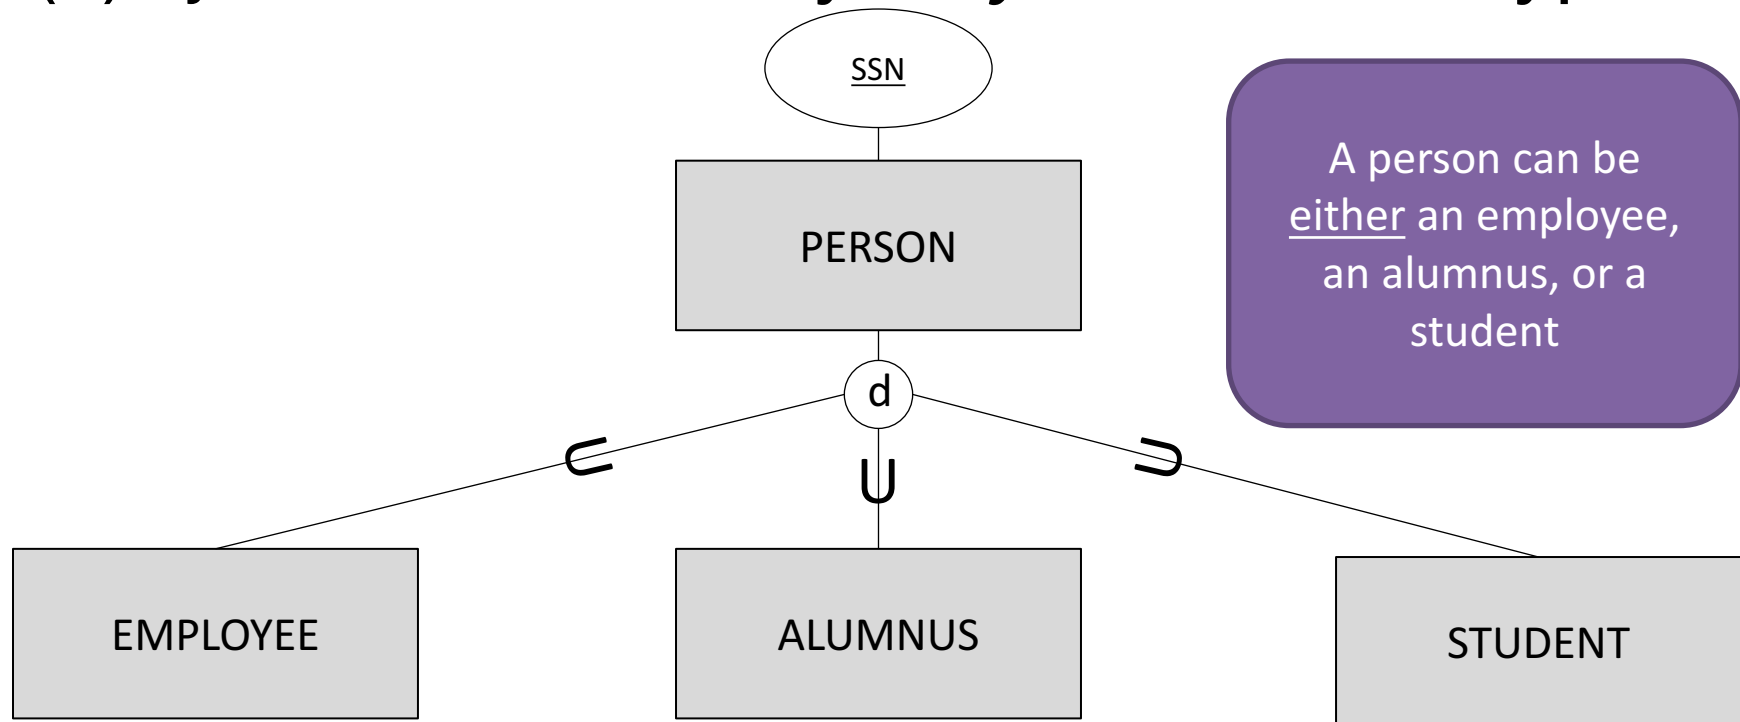 SSN
PERSON
A person can be
either an employee,
an alumnus, or a
student
d
U
U
U
EMPLOYEE
ALUMNUS
STUDENT